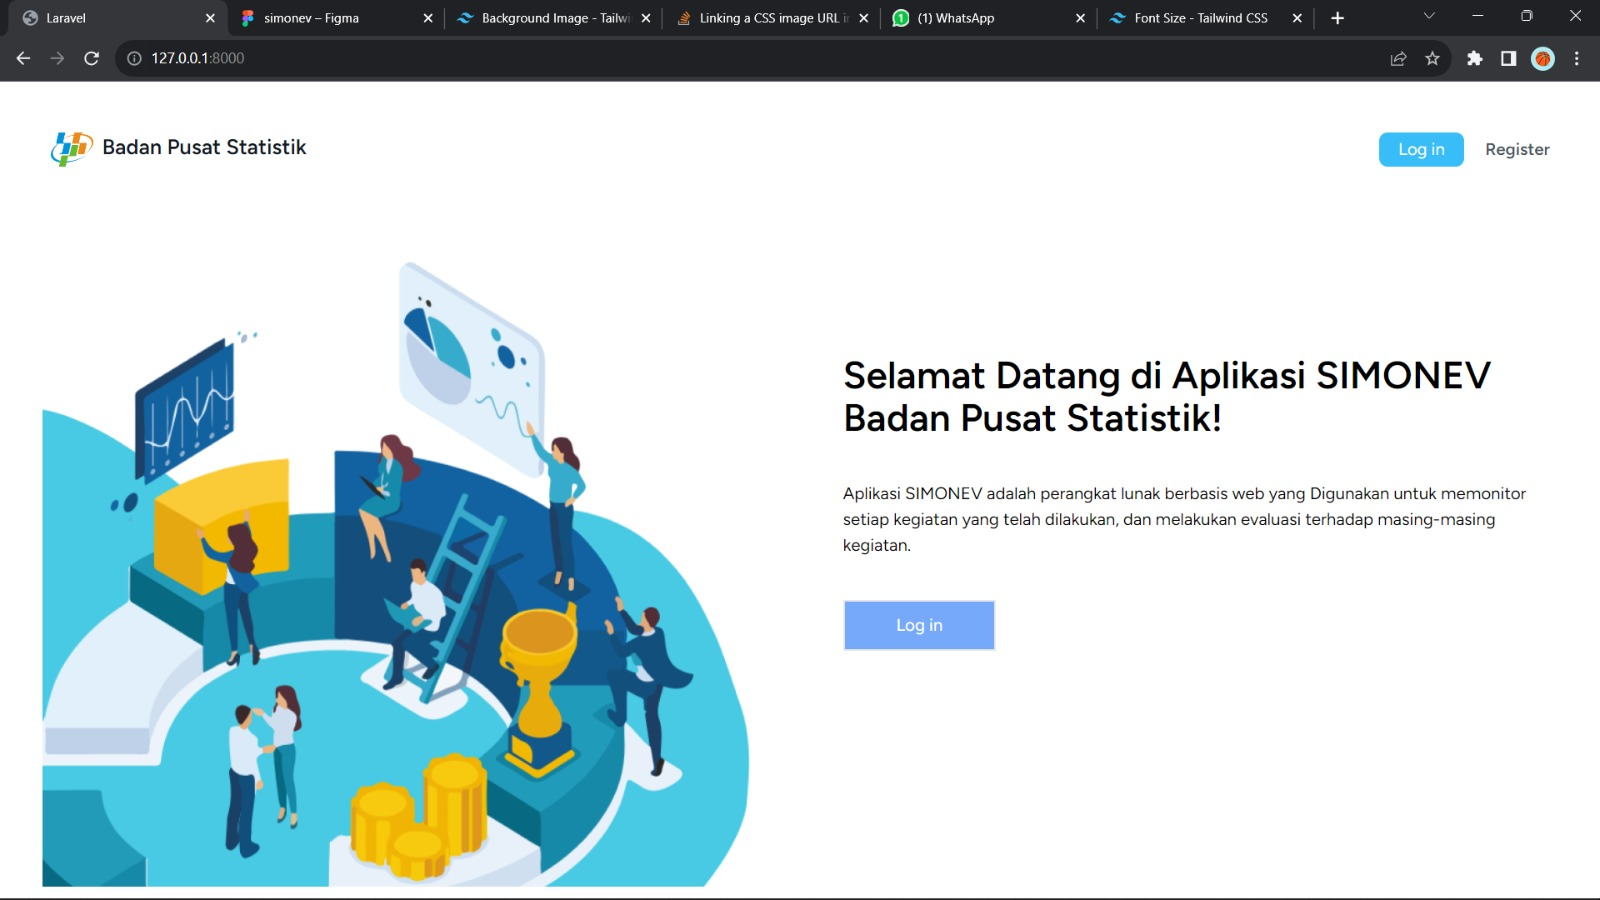 Laravel
simonev – Figma
Background Image - Tailwi
Linking a CSS image URL i
(1) WhatsApp
Font Size - Tailwind CSS
127.0.0.1:8000
Badan Pusat Statistik
Log in
Register
Selamat Datang di Aplikasi SIMONEV
Badan Pusat Statistik!
Aplikasi SIMONEV adalah perangkat lunak berbasis web yang Digunakan untuk memonitor
setiap kegiatan yang telah dilakukan, dan melakukan evaluasi terhadap masing-masing
kegiatan.
Log in